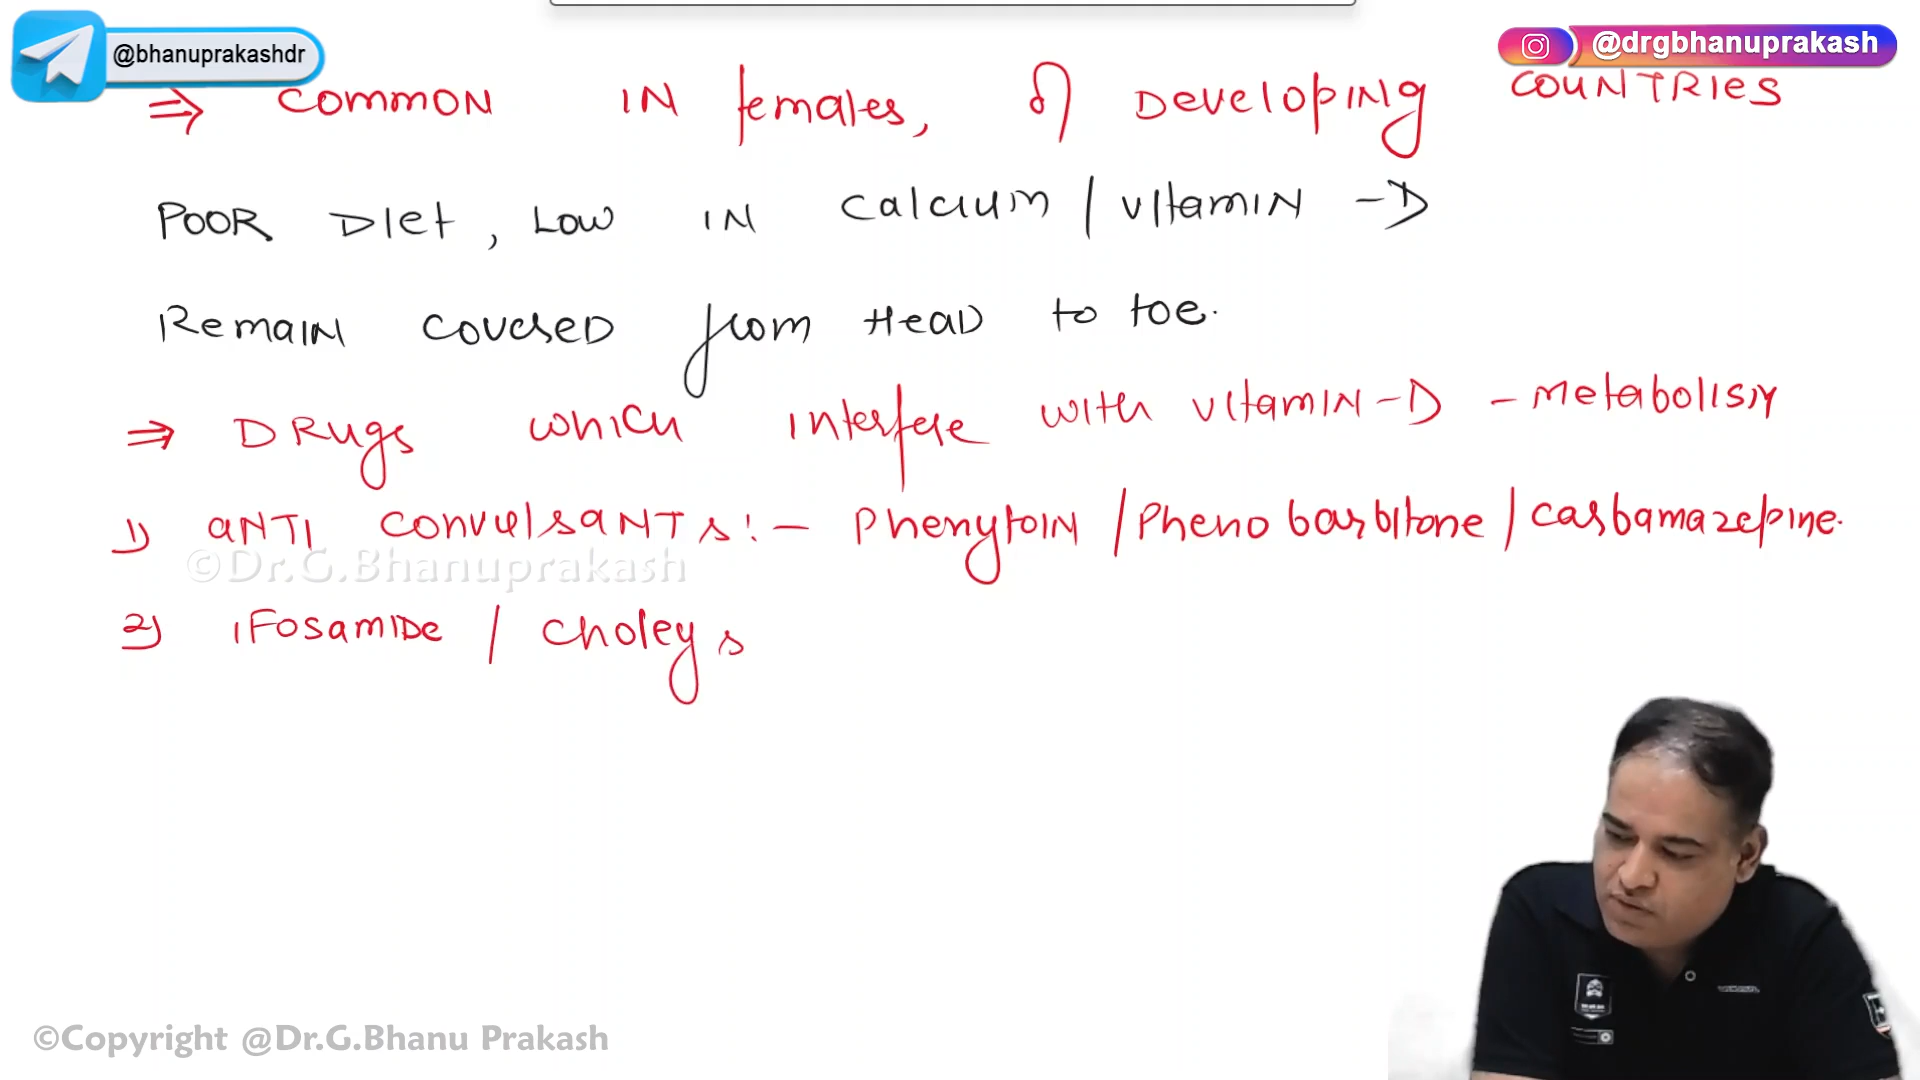 @bhanuprakashdr
@drgbhanuprakash
⇒ COMMON IN females, of DEVelopING COUNTRIES
POOR DIet, LOW IN Calcium / VItamIN - D
RemaIN coveRED from HeaD to toe.
⇒ DRugs which interfere with VItamIN - D - metabolism
1) ANTI convulsaNTs :- PhenytoIN / Phenobarbitone / carbamazepine.
©Dr.G.Bhanuprakash
2) IFosamIDe / Choleys
©Copyright @Dr.G.Bhanu Prakash